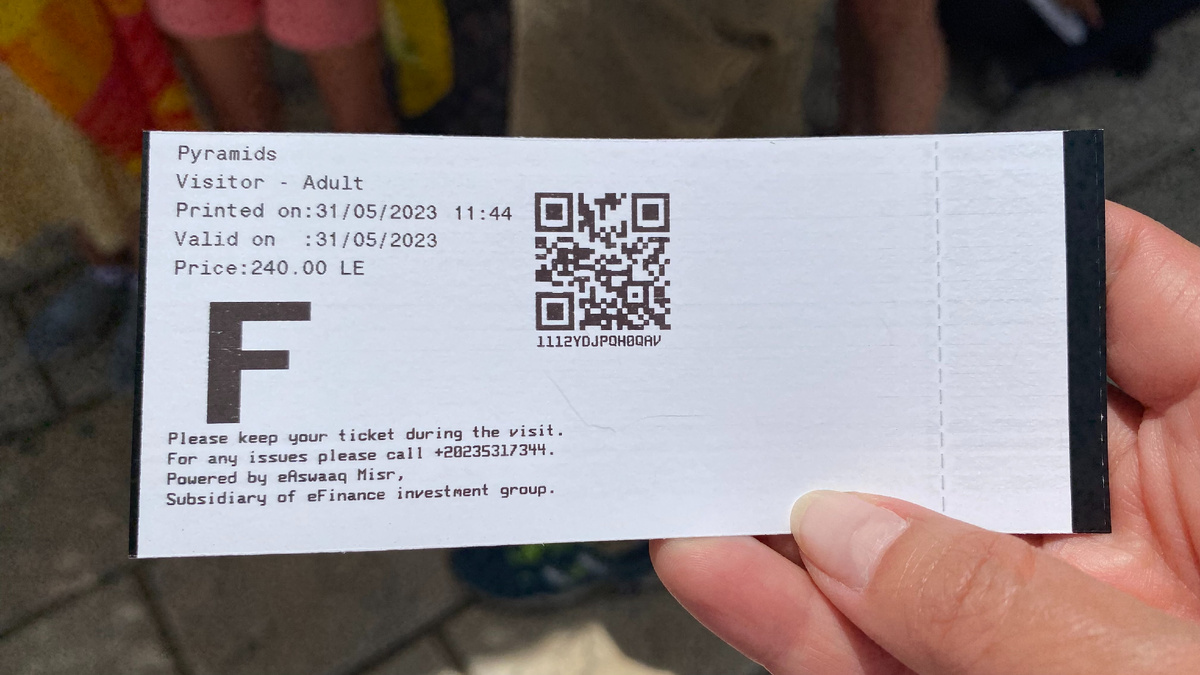 Pyramids
Visitor - Adult
Printed on:31/05/2023 11:44
Valid on :31/05/2023
Price:240.00 LE
F
1112YDJPQH0QAV
Please keep your ticket during the visit.
For any issues please call +20235317344.
Powered by eAswaaq Misr,
Subsidiary of eFinance investment group.